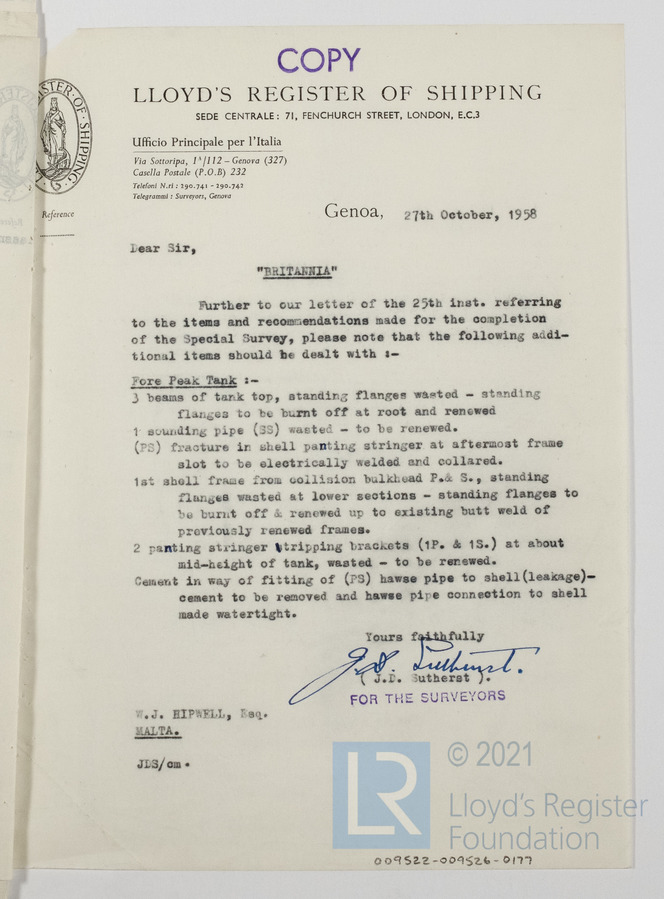 COPY
LLOYD'S REGISTER OF SHIPPING
SEDE CENTRALE: 71, FENCHURCH STREET, LONDON, E.C.3
ISTER·OF·SHIPPING
Ufficio Principale per l'Italia
Via Sottoripa, 1ᴬ/112 – Genova (327)
Casella Postale (P.O.B) 232
Telefoni N.ri : 290.741 - 290.742
Telegrammi : Surveyors, Genova
Reference
Genoa, 27th October, 1958
Dear Sir,
"BRITANNIA"
Further to our letter of the 25th inst. referring
to the items and recommendations made for the completion
of the Special Survey, please note that the following addi-
tional items should be dealt with :-
Fore Peak Tank :-
3 beams of tank top, standing flanges wasted - standing
flanges to be burnt off at root and renewed
1 sounding pipe (SS) wasted - to be renewed.
(PS) fracture in shell panting stringer at aftermost frame
slot to be electrically welded and collared.
1st shell frame from collision bulkhead P.& S., standing
flanges wasted at lower sections - standing flanges to
be burnt off & renewed up to existing butt weld of
previously renewed frames.
2 panting stringer tripping brackets (1P. & 1S.) at about
mid-height of tank, wasted - to be renewed.
Cement in way of fitting of (PS) hawse pipe to shell(leakage)-
cement to be removed and hawse pipe connection to shell
made watertight.
Yours faithfully
J.D. Sutherst.
( J.D. Sutherst ).
FOR THE SURVEYORS
W.J. HIPWELL, Esq.
MALTA.
JDS/cm.
LR
© 2021
Lloyd's Register
Foundation
009522-009526-0177